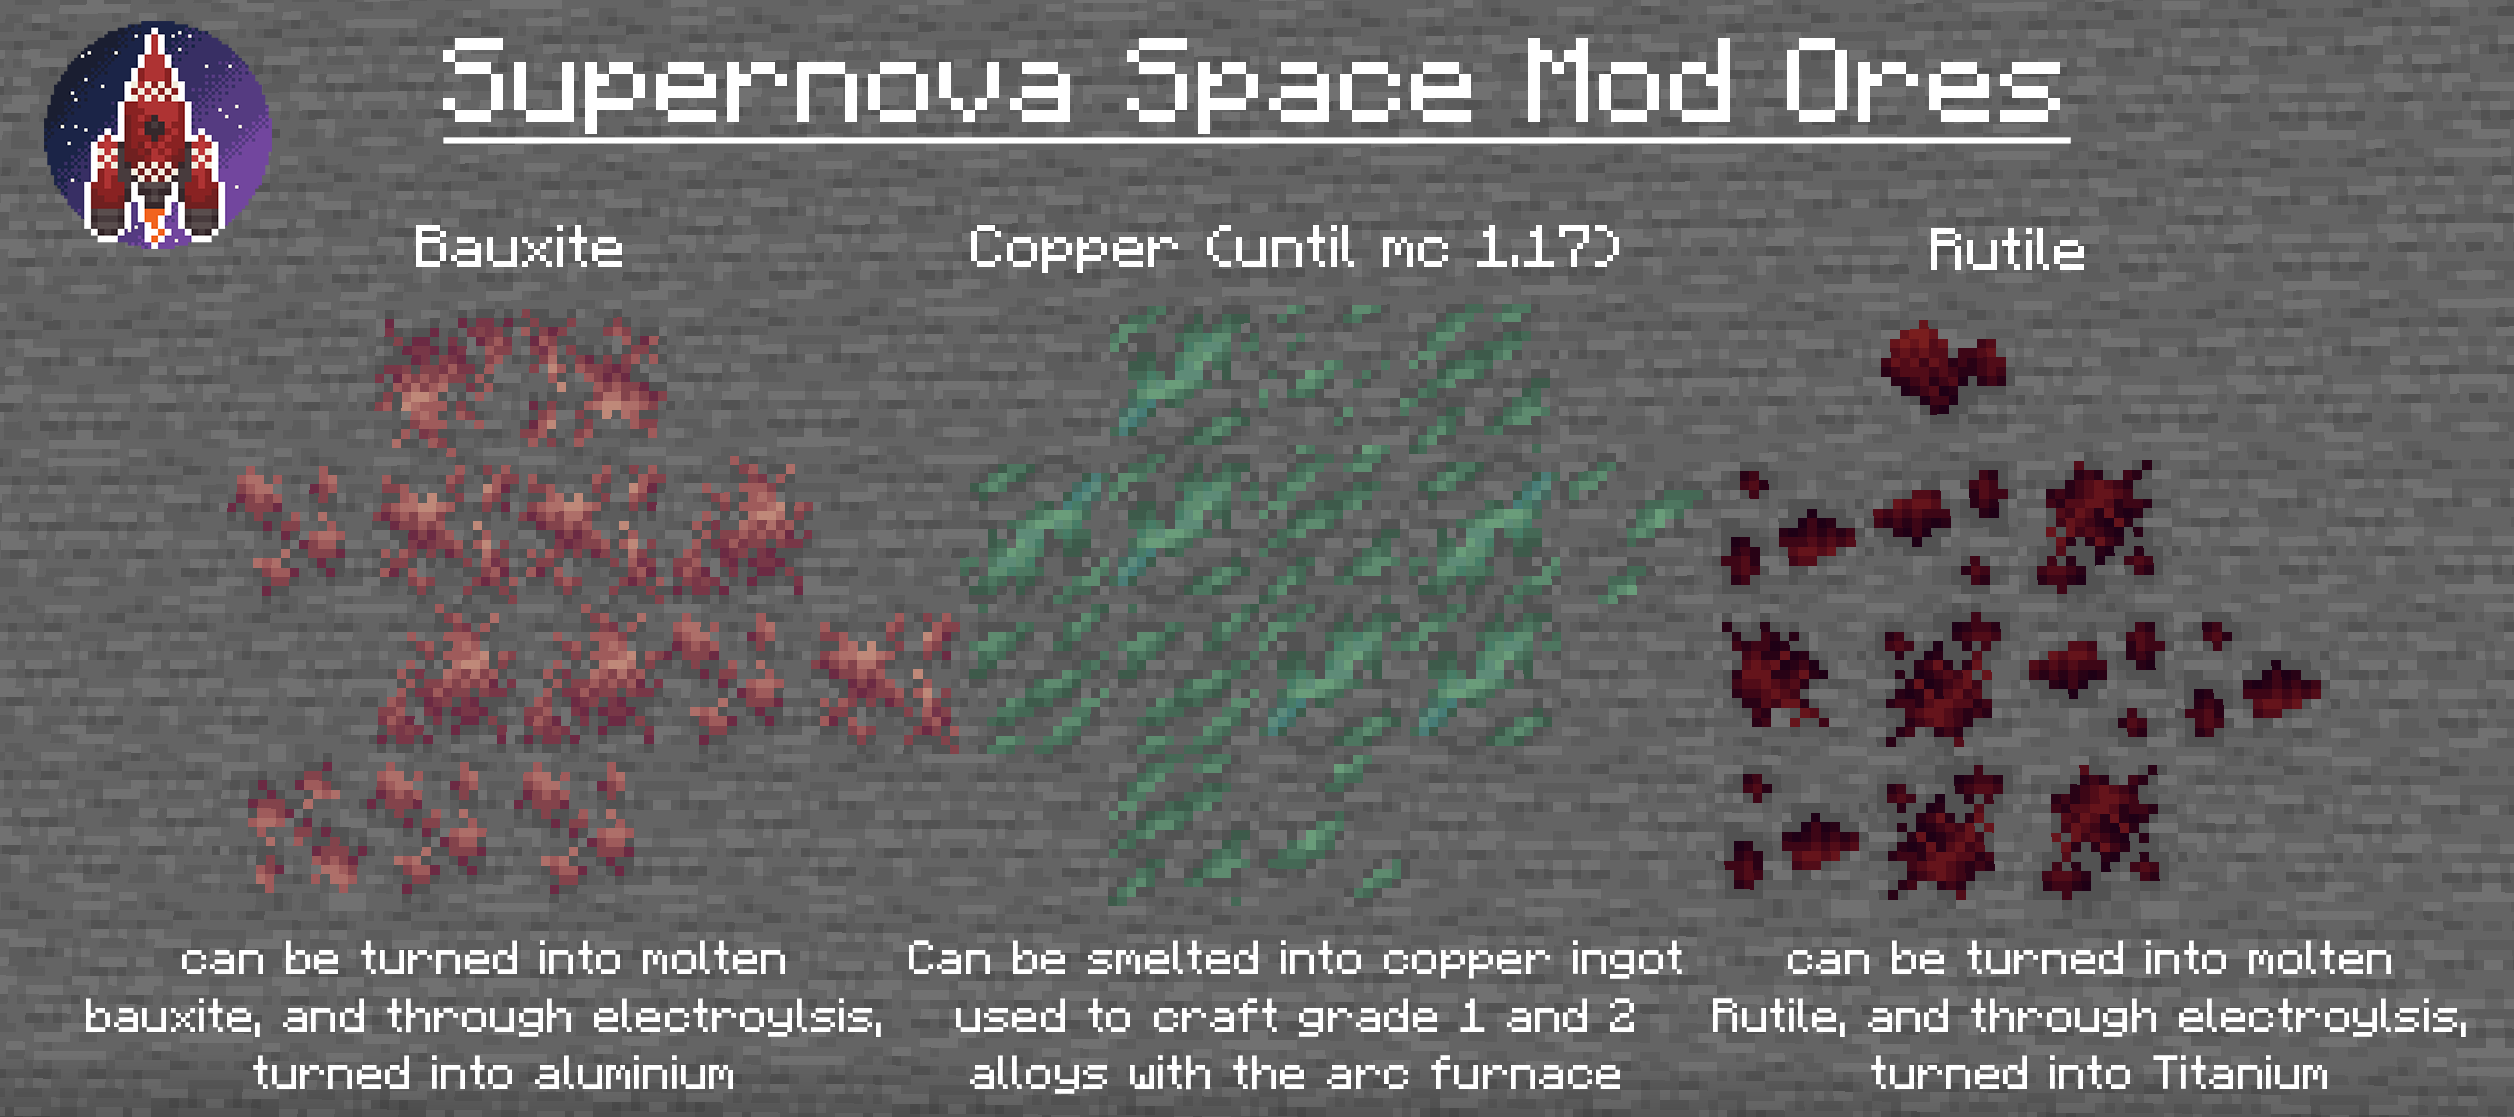 Supernova Space Mod Ores
Bauxite
Copper (until mc 1.17)
Rutile
can be turned into molten
bauxite, and through electroylsis,
turned into aluminium
Can be smelted into copper ingot
used to craft grade 1 and 2
alloys with the arc furnace
can be turned into molten
Rutile, and through electroylsis,
turned into Titanium